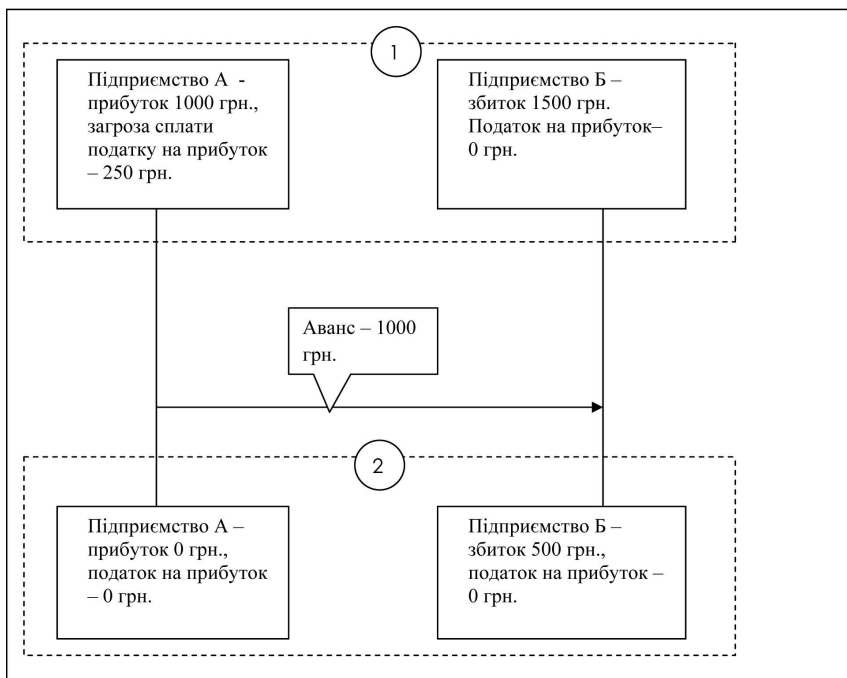 1
Підприємство А -
прибуток 1000 грн.,
загроза сплати
податку на прибуток
– 250 грн.
Підприємство Б –
збиток 1500 грн.
Податок на прибуток–
0 грн.
Аванс – 1000
грн.
2
Підприємство А –
прибуток 0 грн.,
податок на прибуток
– 0 грн.
Підприємство Б –
збиток 500 грн.,
податок на прибуток –
0 грн.